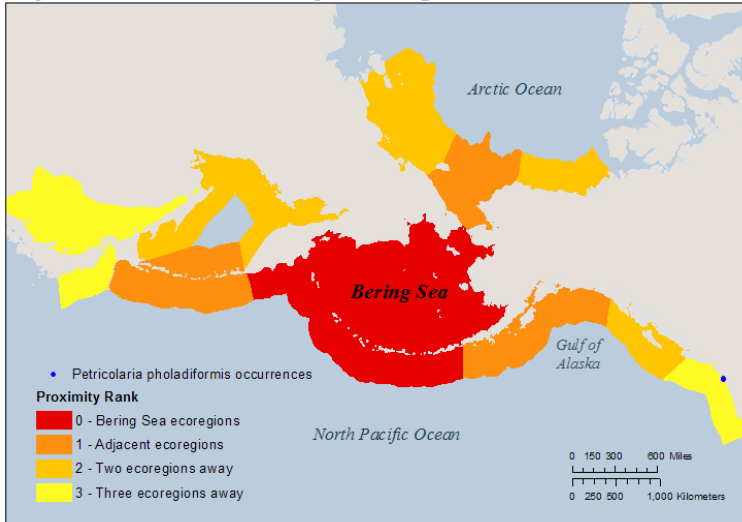 Arctic Ocean
Bering Sea
Gulf of
Alaska
North Pacific Ocean
Petricolaria pholadiformis occurrences
Proximity Rank
0 - Bering Sea ecoregions
1 - Adjacent ecoregions
2 - Two ecoregions away
3 - Three ecoregions away
0 150 300 600 Miles
0 250 500 1,000 Kilometers